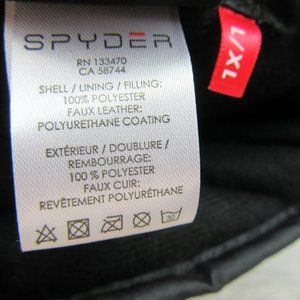 SPYDER
RN 133470
CA 58744
SHELL / LINING / FILLING:
100% POLYESTER
FAUX LEATHER:
POLYURETHANE COATING
EXTÉRIEUR / DOUBLURE /
REMBOURRAGE:
100 % POLYESTER
FAUX CUIR:
REVÊTEMENT POLYURÉTHANE
L/XL